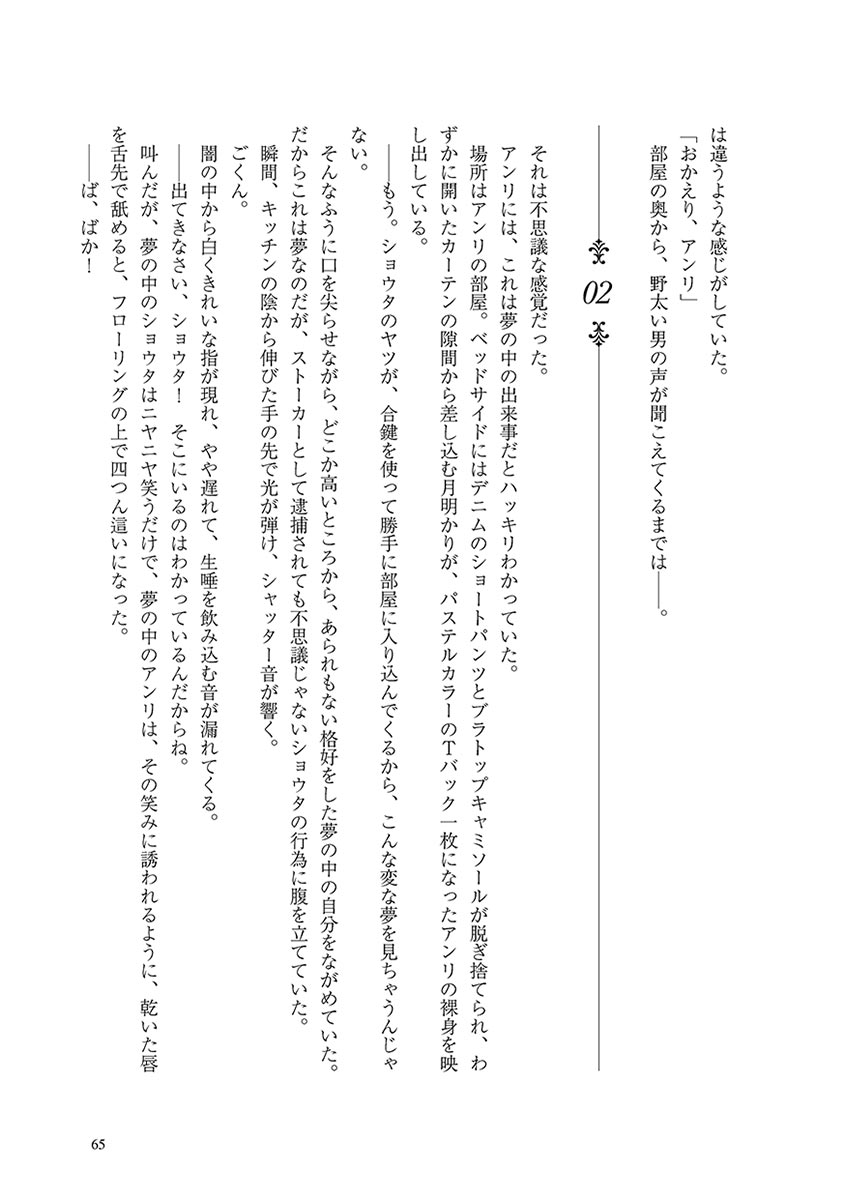 は違うような感じがしていた。
「おかえり、アンリ」
部屋の奥から、野太い男の声が聞こえてくるまでは――。
02
それは不思議な感覚だった。
アンリには、これは夢の中の出来事だとハッキリわかっていた。
場所はアンリの部屋。ベッドサイドにはデニムのショートパンツとブラトップキャミソールが脱ぎ捨てられ、わ
ずかに開いたカーテンの隙間から差し込む月明かりが、パステルカラーのTバック一枚になったアンリの裸身を映
し出している。
――もう。ショウタのヤツが、合鍵を使って勝手に部屋に入り込んでくるから、こんな変な夢を見ちゃうんじゃ
ない。
そんなふうに口を尖らせながら、どこか高いところから、あられもない格好をした夢の中の自分をながめていた。
だからこれは夢なのだが、ストーカーとして逮捕されても不思議じゃないショウタの行為に腹を立てていた。
瞬間、キッチンの陰から伸びた手の先で光が弾け、シャッター音が響く。
ごくん。
闇の中から白くきれいな指が現れ、やや遅れて、生唾を飲み込む音が漏れてくる。
――出てきなさい、ショウタ！　そこにいるのはわかっているんだからね。
叫んだが、夢の中のショウタはニヤニヤ笑うだけで、夢の中のアンリは、その笑みに誘われるように、乾いた唇
を舌先で舐めると、フローリングの上で四つん這いになった。
――ば、ばか！
65